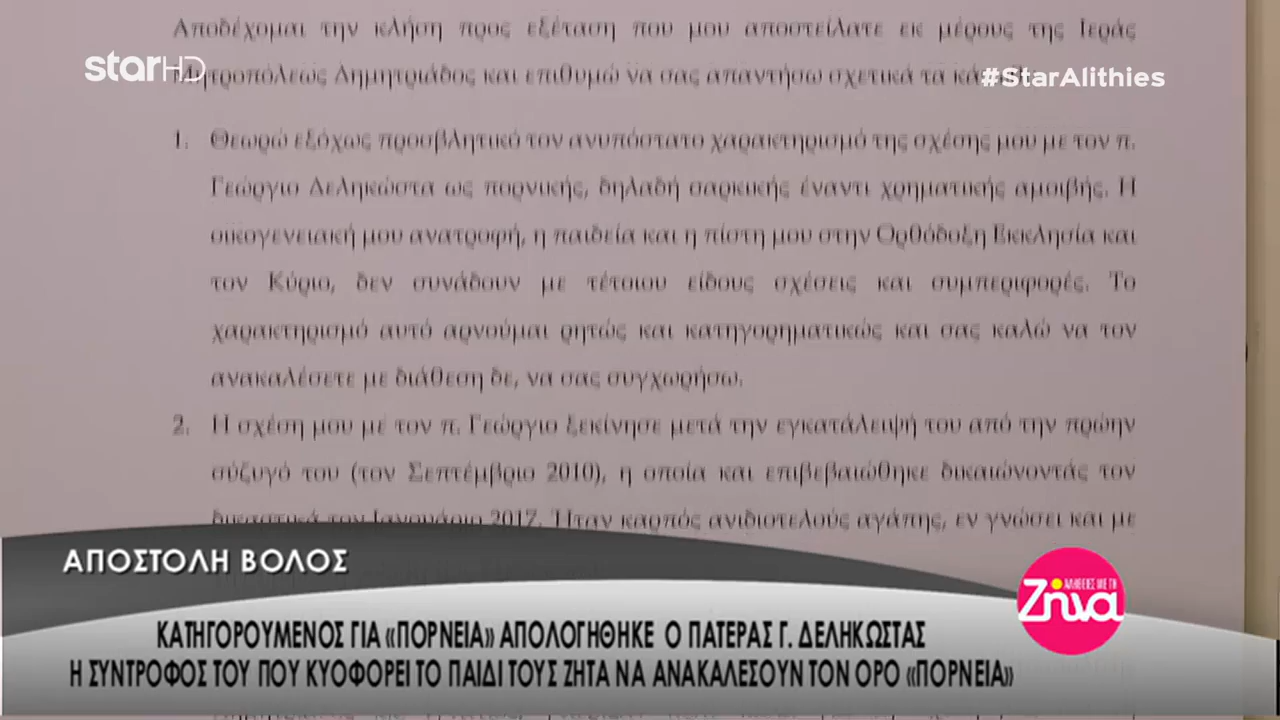 Αποδέχομαι την κλήση προς εξέταση που μου αποστείλατε εκ μέρους της Ιεράς
starHD
Μητροπόλεως Δημητριάδος και επιθυμώ να σας απαντήσω σχετικά τα
#StarAlithies
1. Θεωρώ εξόχως προσβλητικό τον ανυπόστατο χαρακτηρισμό της σχέσης μου με τον π.
Γεώργιο Δεληκώστα ως πορνικής, δηλαδή σαρκικής έναντι χρηματικής αμοιβής. Η
οικογενειακή μου ανατροφή, η παιδεία και η πίστη μου στην Ορθόδοξη Εκκλησία και
τον Κύριο, δεν συνάδουν με τέτοιου είδους σχέσεις και συμπεριφορές. Το
χαρακτηρισμό αυτό αρνούμαι ρητώς και κατηγορηματικώς και σας καλώ να τον
ανακαλέσετε με διάθεση δε, να σας συγχωρήσω.
2. Η σχέση μου με τον π. Γεώργιο ξεκίνησε μετά την εγκατάλειψή του από την πρώην
σύζυγό του (τον Σεπτέμβριο 2010), η οποία και επιβεβαιώθηκε δικαιώνοντάς τον
δικαστικά τον Ιανουάριο 2017. Ήταν καρπός ανιδιοτελούς αγάπης, εν γνώσει και με
ΑΠΟΣΤΟΛΗ ΒΟΛΟΣ
ΑΛΗΘΕΙΕΣ ΜΕ ΤΗ
Ζήνα
ΚΑΤΗΓΟΡΟΥΜΕΝΟΣ ΓΙΑ «ΠΟΡΝΕΙΑ» ΑΠΟΛΟΓΗΘΗΚΕ Ο ΠΑΤΕΡΑΣ Γ. ΔΕΛΗΚΩΣΤΑΣ
Η ΣΥΝΤΡΟΦΟΣ ΤΟΥ ΠΟΥ ΚΥΟΦΟΡΕΙ ΤΟ ΠΑΙΔΙ ΤΟΥΣ ΖΗΤΑ ΝΑ ΑΝΑΚΑΛΕΣΟΥΝ ΤΟΝ ΟΡΟ «ΠΟΡΝΕΙΑ»